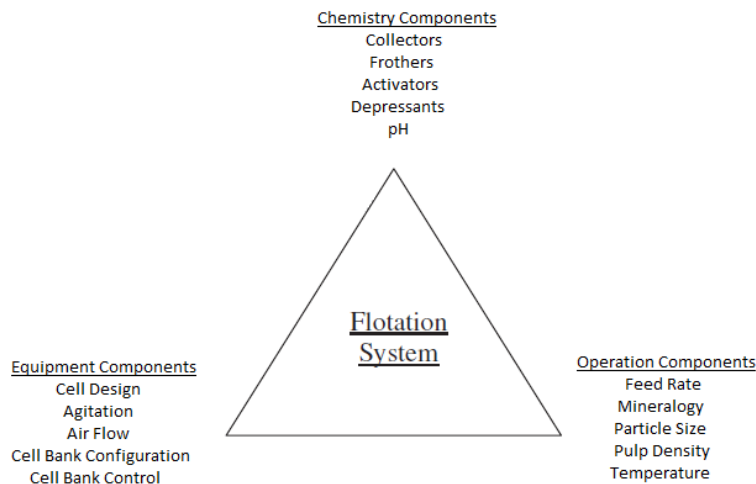 Chemistry Components
Collectors
Frothers
Activators
Depressants
pH
Flotation
System
Equipment Components
Cell Design
Agitation
Air Flow
Cell Bank Configuration
Cell Bank Control
Operation Components
Feed Rate
Mineralogy
Particle Size
Pulp Density
Temperature